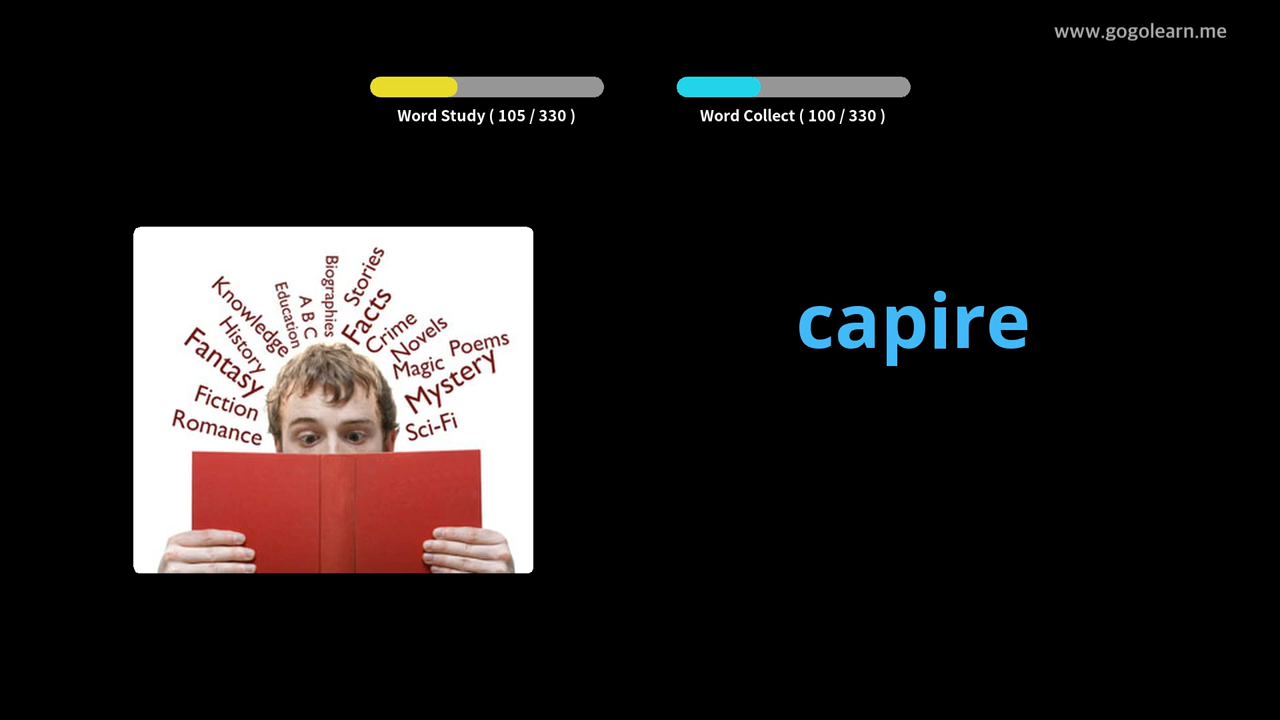 www.gogolearn.me
Word Study ( 105 / 330 )
Word Collect ( 100 / 330 )
capire
Biographies
Stories
Education
A B C
Facts
Knowledge
History
Crime
Novels
Poems
Fantasy
Magic
Mystery
Fiction
Romance
Sci-Fi